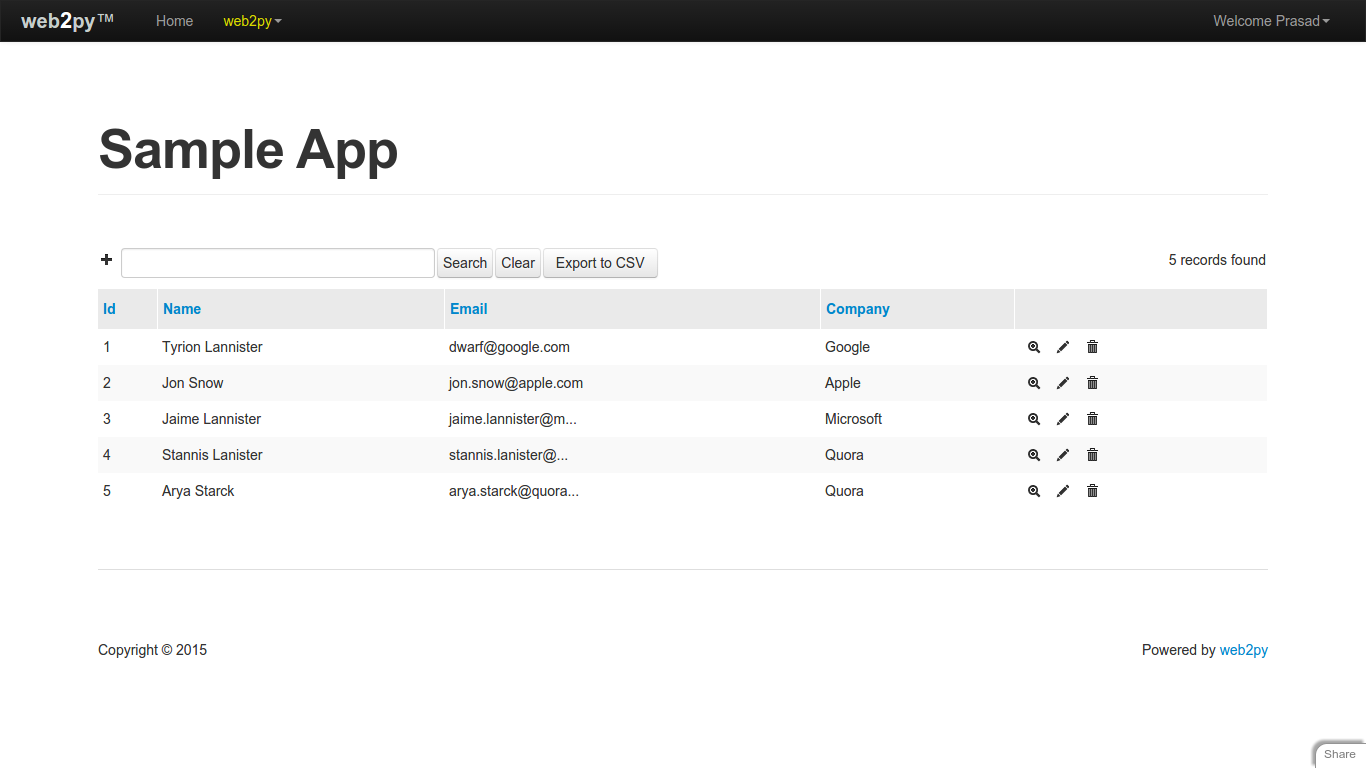 web2py™ Home web2py Welcome Prasad
Sample App
Search Clear Export to CSV 5 records found
Id Name Email Company
1 Tyrion Lannister dwarf@google.com Google
2 Jon Snow jon.snow@apple.com Apple
3 Jaime Lannister jaime.lannister@m... Microsoft
4 Stannis Lanister stannis.lanister@... Quora
5 Arya Starck arya.starck@quora... Quora
Copyright © 2015 Powered by web2py
Share